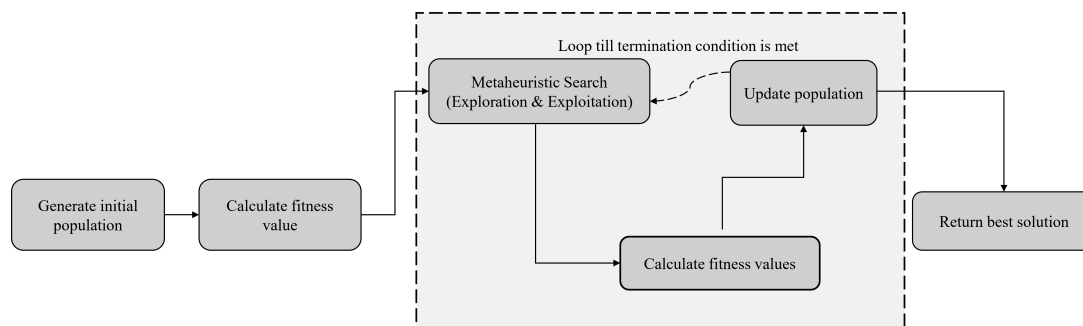 Loop till termination condition is met
Metaheuristic Search
(Exploration & Exploitation)
Update population
Generate initial
population
Calculate fitness
value
Return best solution
Calculate fitness values